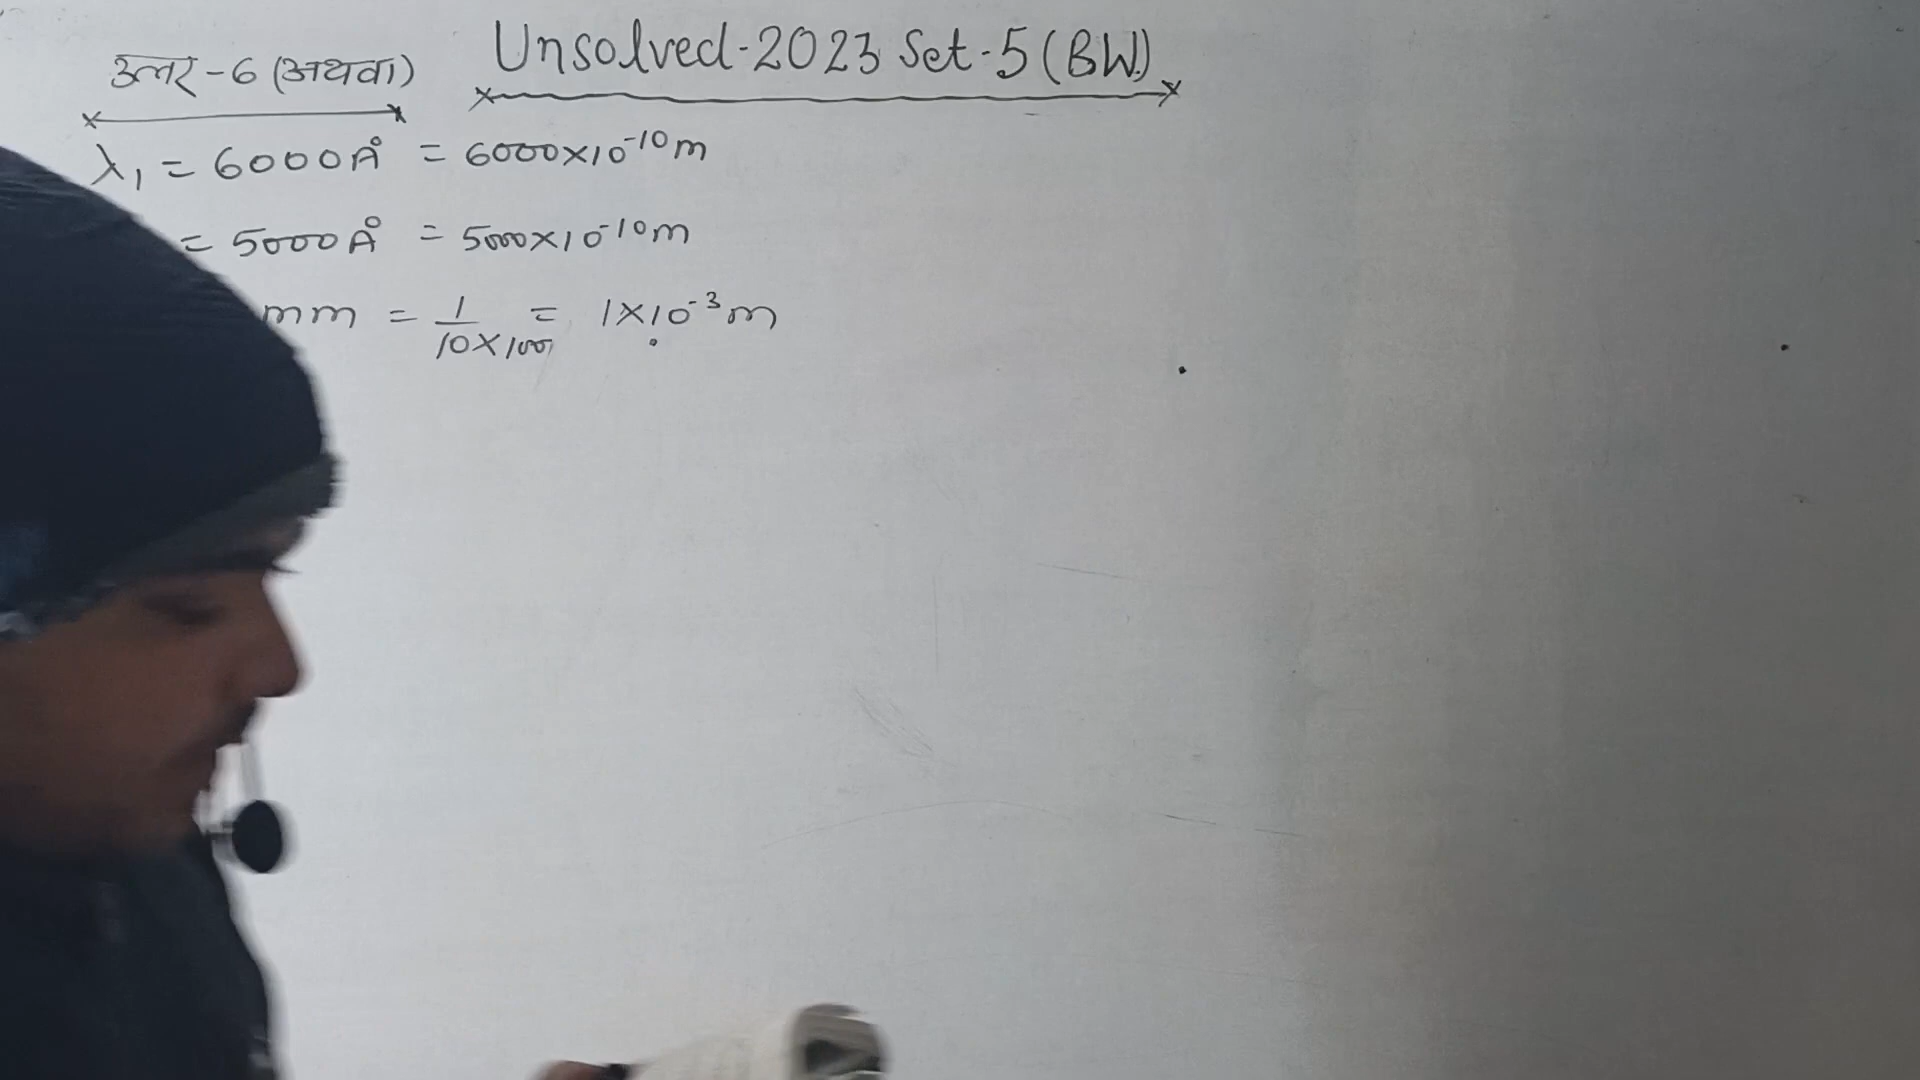 Unsolved-2023 Set-5 (BW)
उत्तर-6 (अथवा)
λ₁ = 6000Å = 6000×10⁻¹⁰m
= 5000Å = 5000×10⁻¹⁰m
mm = 1/10×100 = 1×10⁻³m